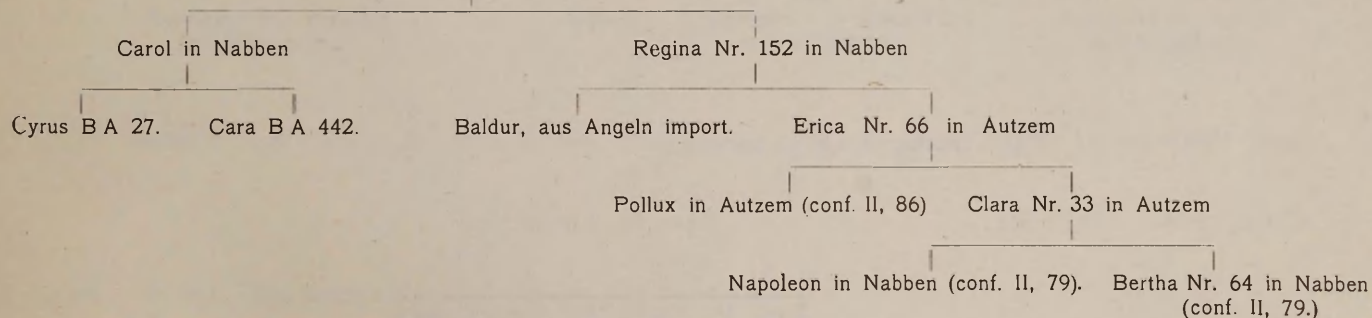 Carol in Nabben Regina Nr. 152 in Nabben
Cyrus B A 27. Cara B A 442. Baldur, aus Angeln import. Erica Nr. 66 in Autzem
Pollux in Autzem (conf. II, 86) Clara Nr. 33 in Autzem
Napoleon in Nabben (conf. II, 79). Bertha Nr. 64 in Nabben
(conf. II, 79.)